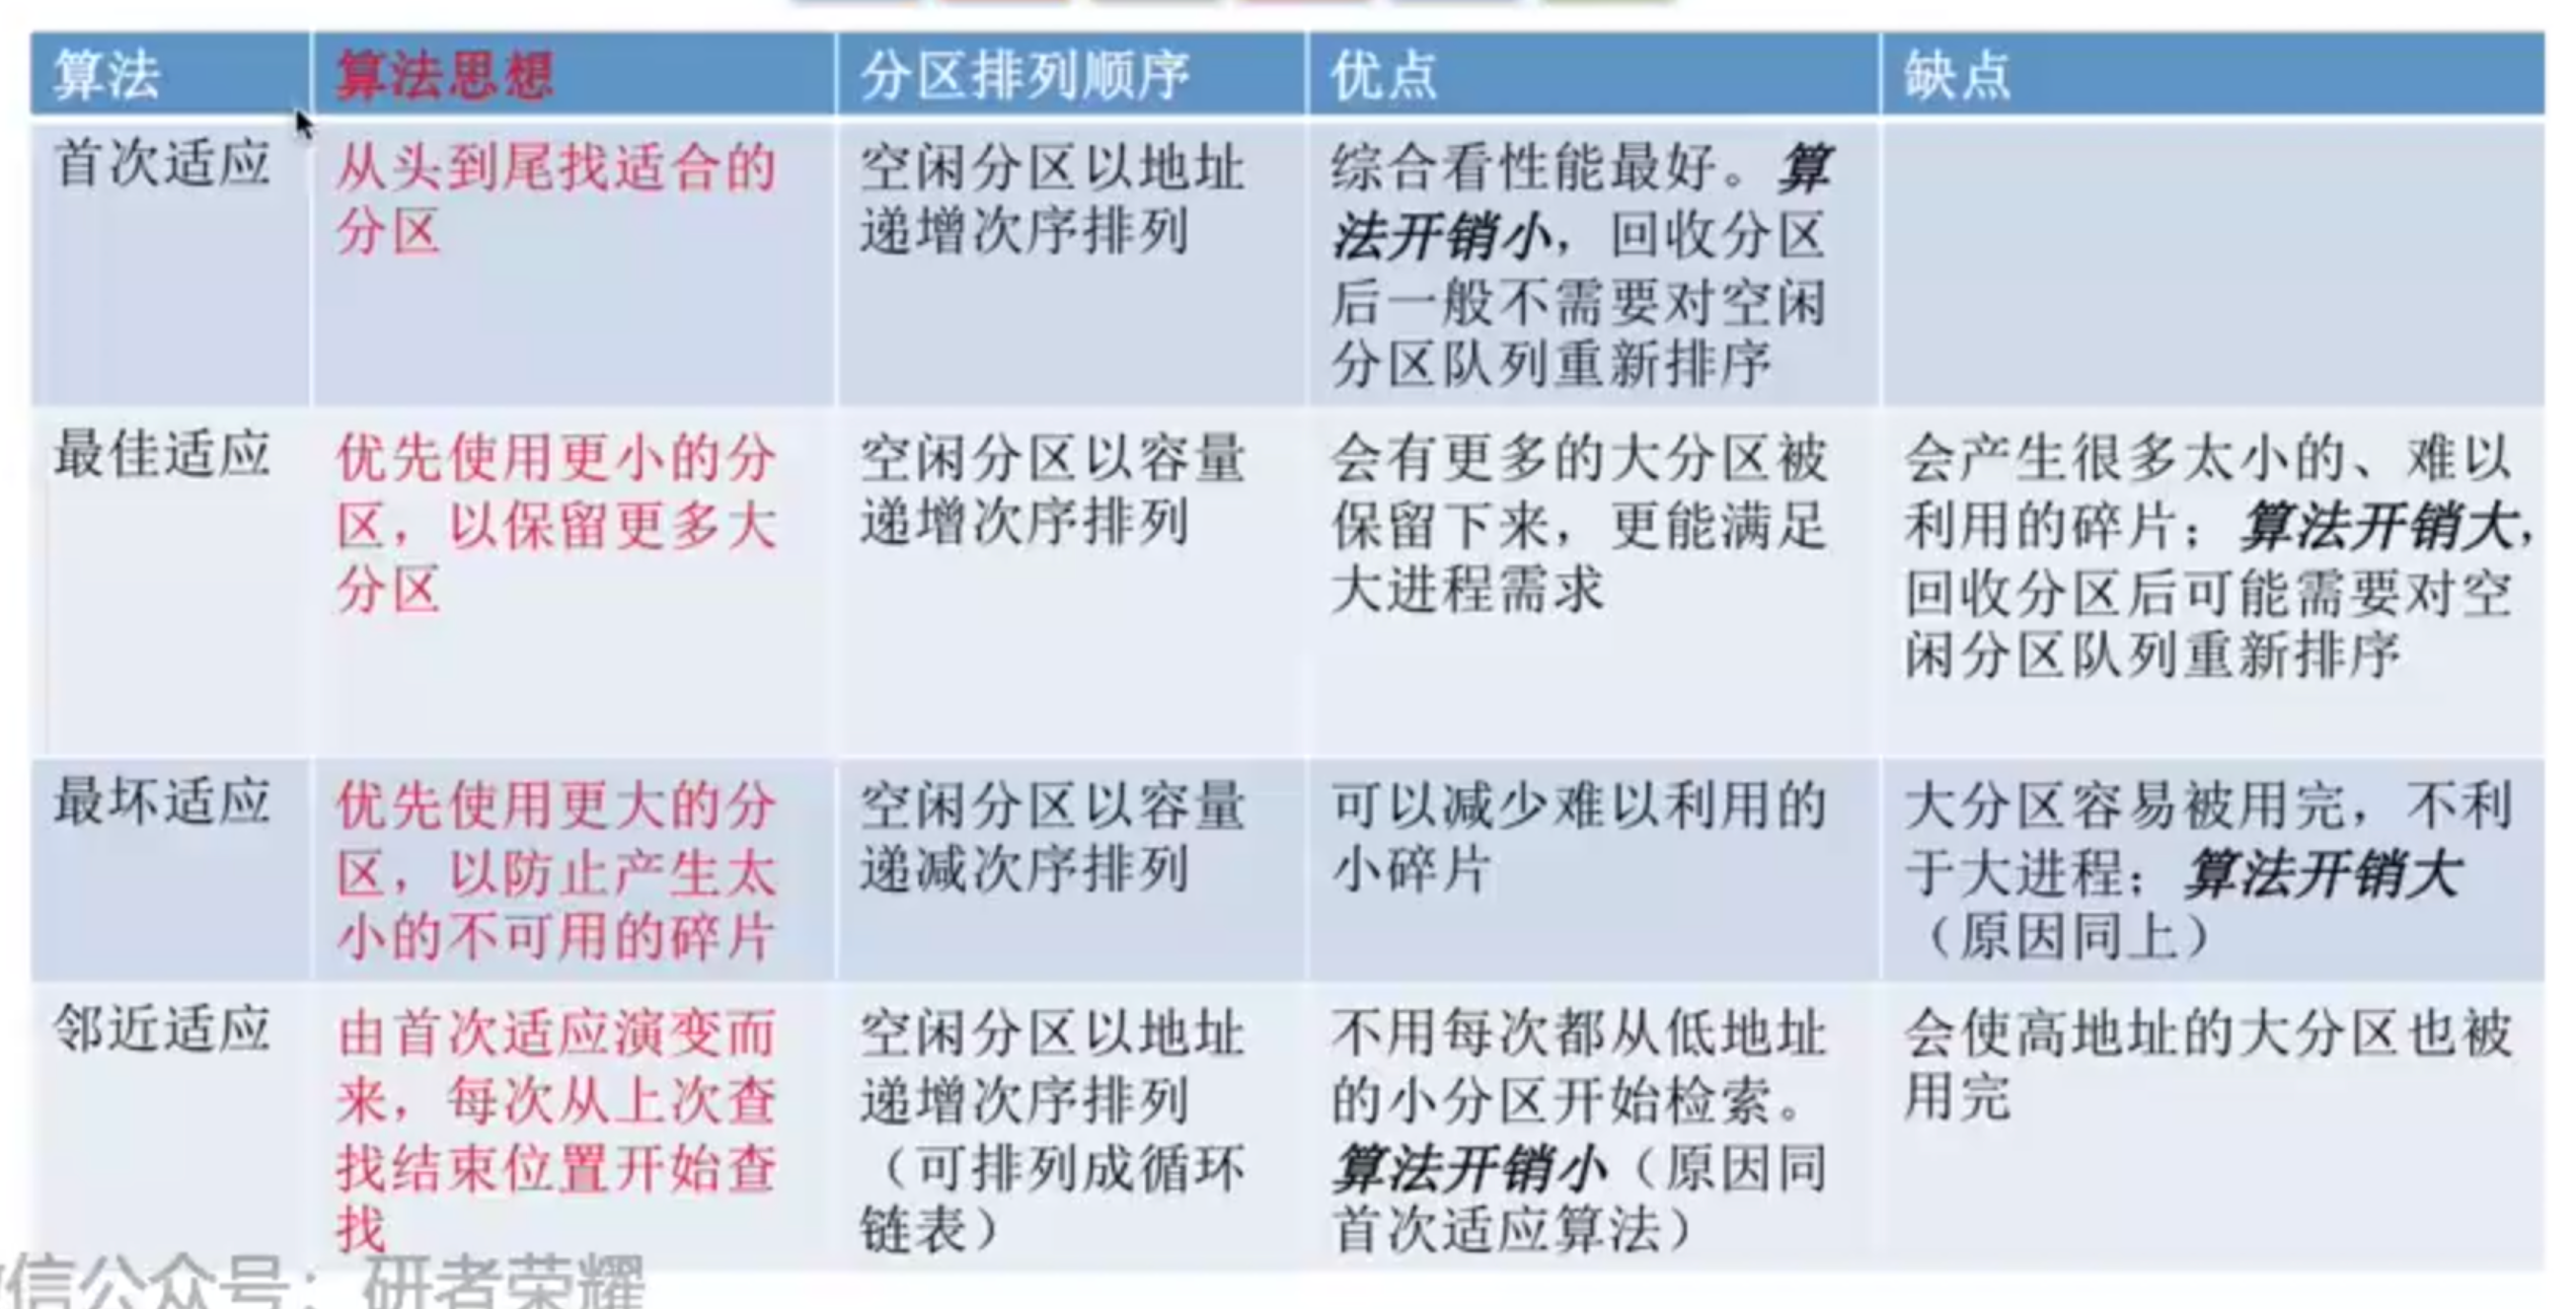 算法
算法思想
分区排列顺序
优点
缺点
首次适应
从头到尾找适合的
分区
空闲分区以地址
递增次序排列
综合看性能最好。算
法开销小，回收分区
后一般不需要对空闲
分区队列重新排序
最佳适应
优先使用更小的分
区，以保留更多大
分区
空闲分区以容量
递增次序排列
会有更多的大分区被
保留下来，更能满足
大进程需求
会产生很多太小的、难以
利用的碎片；算法开销大，
回收分区后可能需要对空
闲分区队列重新排序
最坏适应
优先使用更大的分
区，以防止产生太
小的不可用的碎片
空闲分区以容量
递减次序排列
可以减少难以利用的
小碎片
大分区容易被用完，不利
于大进程；算法开销大
（原因同上）
邻近适应
由首次适应演变而
来，每次从上次查
找结束位置开始查
找
空闲分区以地址
递增次序排列
（可排列成循环
链表）
不用每次都从低地址
的小分区开始检索。
算法开销小（原因同
首次适应算法）
会使高地址的大分区也被
用完
信公众号：研者荣耀